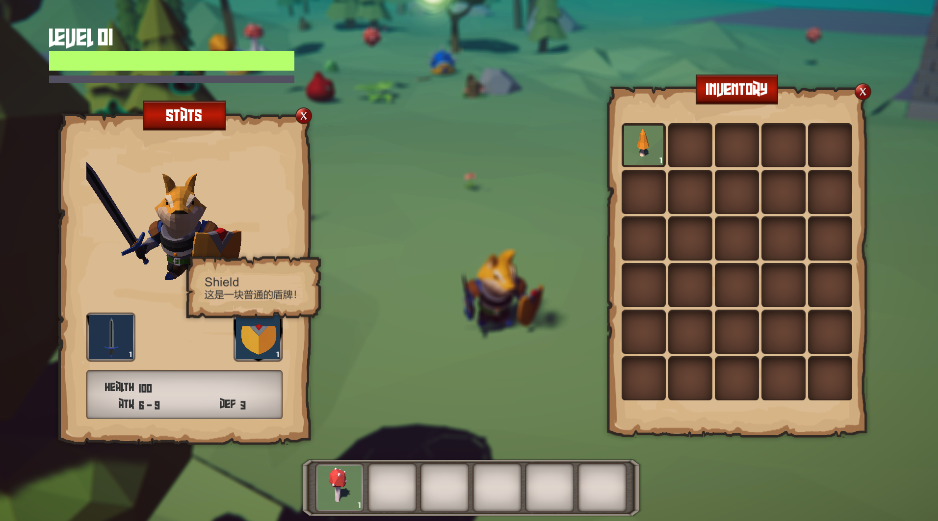 LEVEL 01
STATS
X
INVENTORY
X
1
Shield
这是一块普通的盾牌!
1
1
HEALTH 100
ATK 6 - 9
DEF 3
1